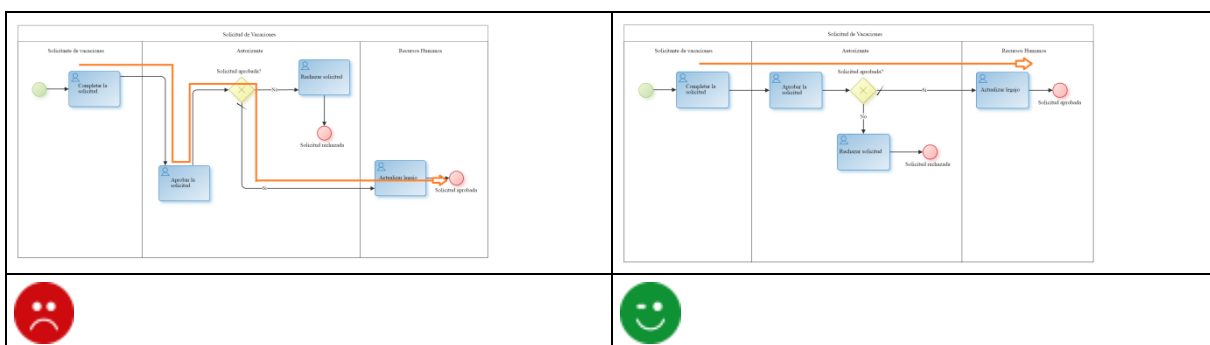 Solicitud de Vacaciones
Solicitante de vacaciones
Autorizante
Recursos Humanos
Completar la
solicitud
Solicitud aprobada?
Rechazar solicitud
No
Solicitud rechazada
Aprobar la
solicitud
Si
Actualizar legajo
Solicitud aprobada
Solicitud de Vacaciones
Solicitante de vacaciones
Autorizante
Recursos Humanos
Solicitud aprobada?
Completar la
solicitud
Aprobar la
solicitud
Si
Actualizar legajo
Solicitud aprobada
No
Rechazar solicitud
Solicitud rechazada